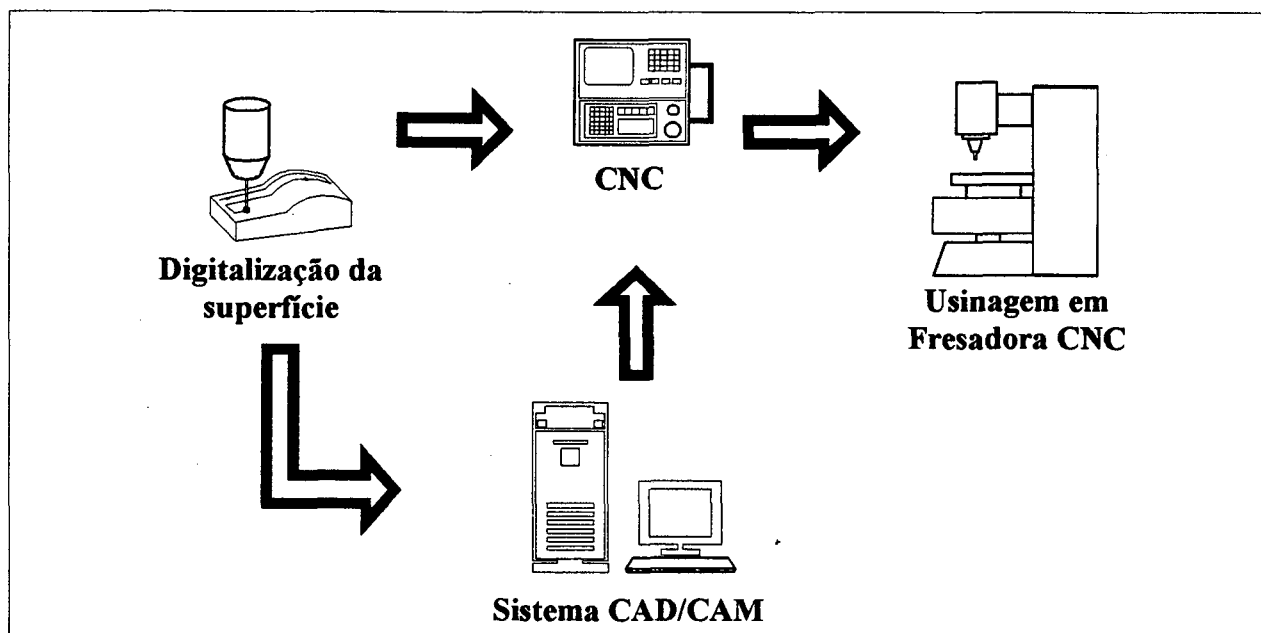 CNC
Digitalização da
superfície
Usinagem em
Fresadora CNC
Sistema CAD/CAM